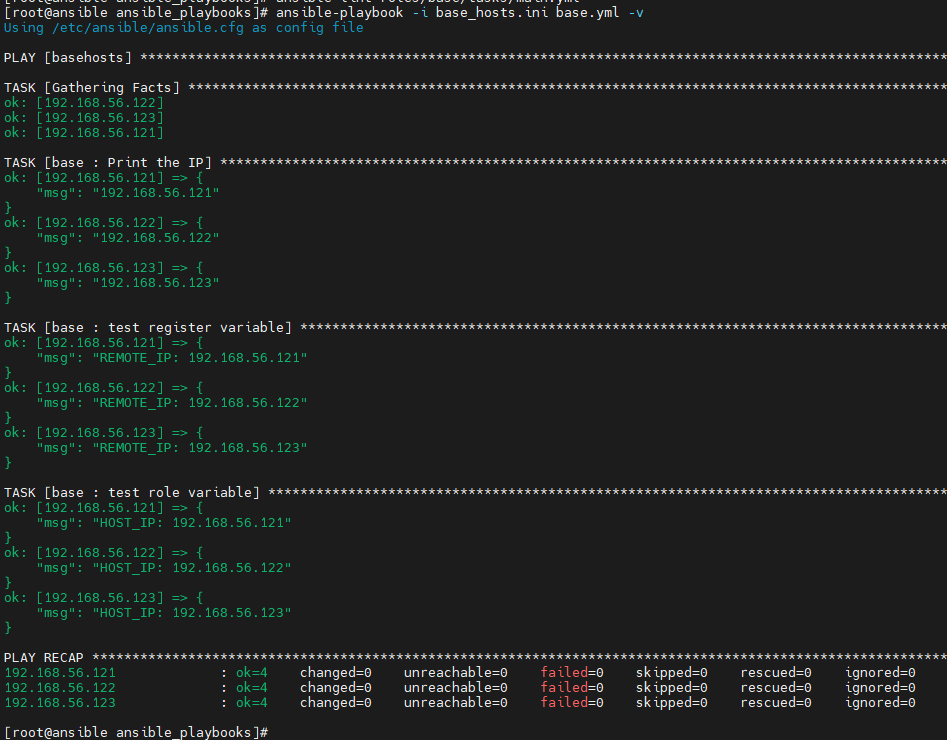 [root@ansible ansible_playbooks]# ansible-lint roles/base/tasks/main.yml
[root@ansible ansible_playbooks]# ansible-playbook -i base_hosts.ini base.yml -v
Using /etc/ansible/ansible.cfg as config file
PLAY [basehosts] *****************************************************************************************************
TASK [Gathering Facts] ***********************************************************************************************
ok: [192.168.56.122]
ok: [192.168.56.123]
ok: [192.168.56.121]
TASK [base : Print the IP] *******************************************************************************************
ok: [192.168.56.121] => {
    "msg": "192.168.56.121"
}
ok: [192.168.56.122] => {
    "msg": "192.168.56.122"
}
ok: [192.168.56.123] => {
    "msg": "192.168.56.123"
}
TASK [base : test register variable] *********************************************************************************
ok: [192.168.56.121] => {
    "msg": "REMOTE_IP: 192.168.56.121"
}
ok: [192.168.56.122] => {
    "msg": "REMOTE_IP: 192.168.56.122"
}
ok: [192.168.56.123] => {
    "msg": "REMOTE_IP: 192.168.56.123"
}
TASK [base : test role variable] *************************************************************************************
ok: [192.168.56.121] => {
    "msg": "HOST_IP: 192.168.56.121"
}
ok: [192.168.56.122] => {
    "msg": "HOST_IP: 192.168.56.122"
}
ok: [192.168.56.123] => {
    "msg": "HOST_IP: 192.168.56.123"
}
PLAY RECAP ***********************************************************************************************************
192.168.56.121             : ok=4    changed=0    unreachable=0    failed=0    skipped=0    rescued=0    ignored=0
192.168.56.122             : ok=4    changed=0    unreachable=0    failed=0    skipped=0    rescued=0    ignored=0
192.168.56.123             : ok=4    changed=0    unreachable=0    failed=0    skipped=0    rescued=0    ignored=0
[root@ansible ansible_playbooks]#